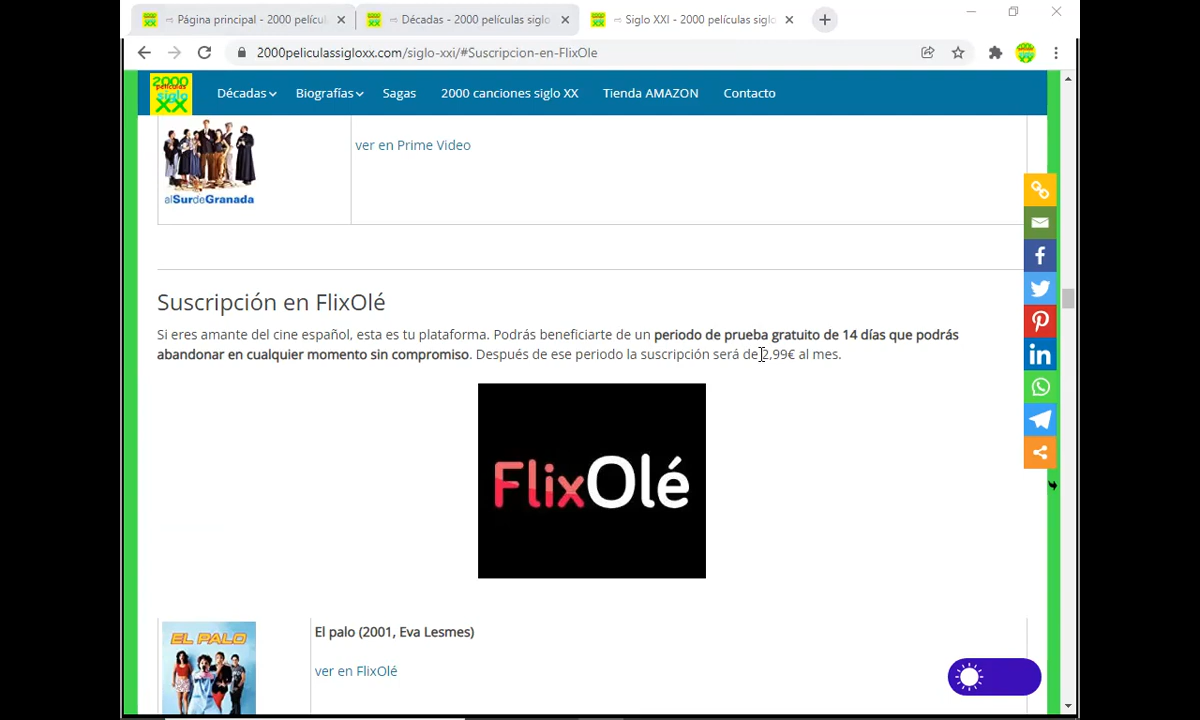 Página principal - 2000 pelícu
Décadas - 2000 películas siglo
Siglo XXI - 2000 películas siglo
2000peliculassigloxx.com/siglo-xxi/#Suscripcion-en-FlixOle
2000 películas siglo XX
Décadas Biografías Sagas 2000 canciones siglo XX Tienda AMAZON Contacto
ver en Prime Video
alSurdeGranada
Suscripción en FlixOlé
Si eres amante del cine español, esta es tu plataforma. Podrás beneficiarte de un periodo de prueba gratuito de 14 días que podrás
abandonar en cualquier momento sin compromiso. Después de ese periodo la suscripción será de 2,99€ al mes.
FlixOlé
EL PALO
El palo (2001, Eva Lesmes)
ver en FlixOlé